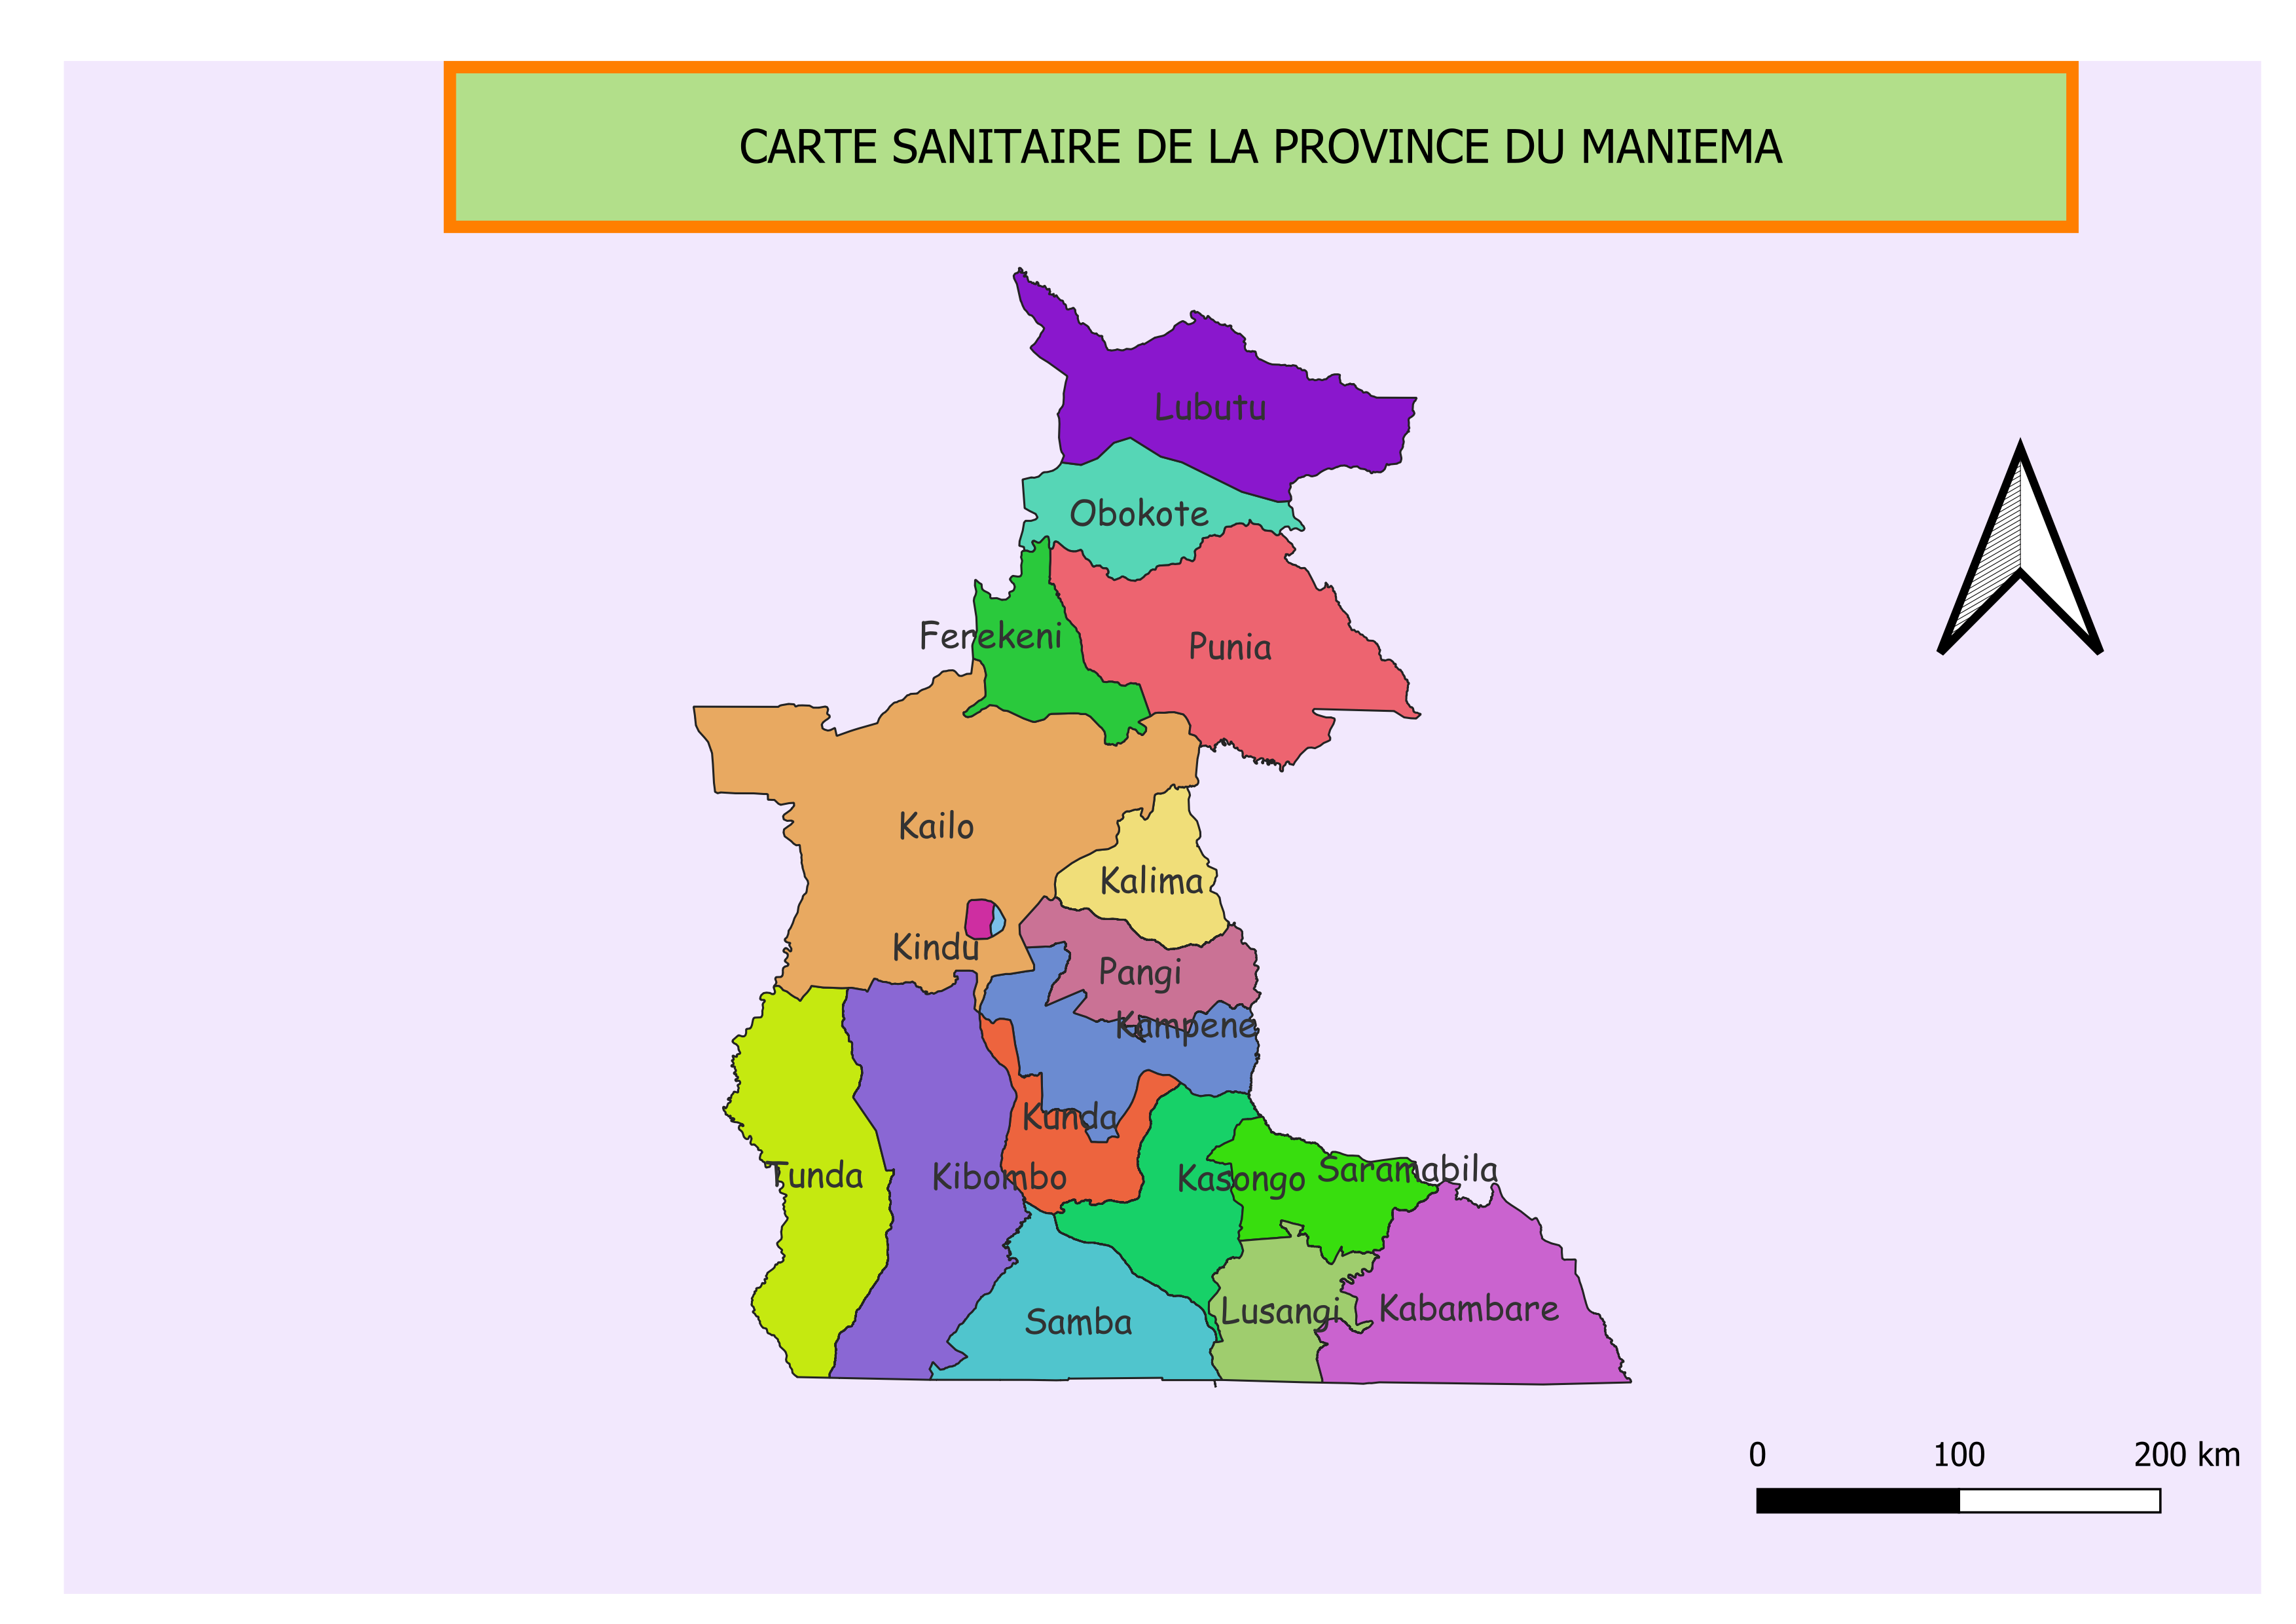 CARTE SANITAIRE DE LA PROVINCE DU MANIEMA
Lubutu
Obokote
Ferekeni
Punia
Kailo
Kalima
Kindu
Pangi
Kampene
Kunda
Tunda
Kibombo
Kasongo
Saramabila
Samba
Lusangi
Kabambare
0 100 200 km